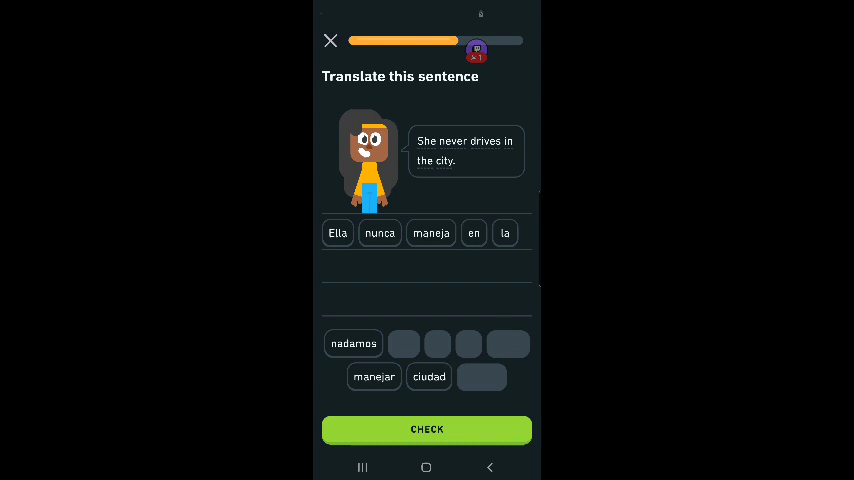 Translate this sentence
She never drives in
the city.
Ella nunca maneja en la
nadamos
manejar ciudad
CHECK